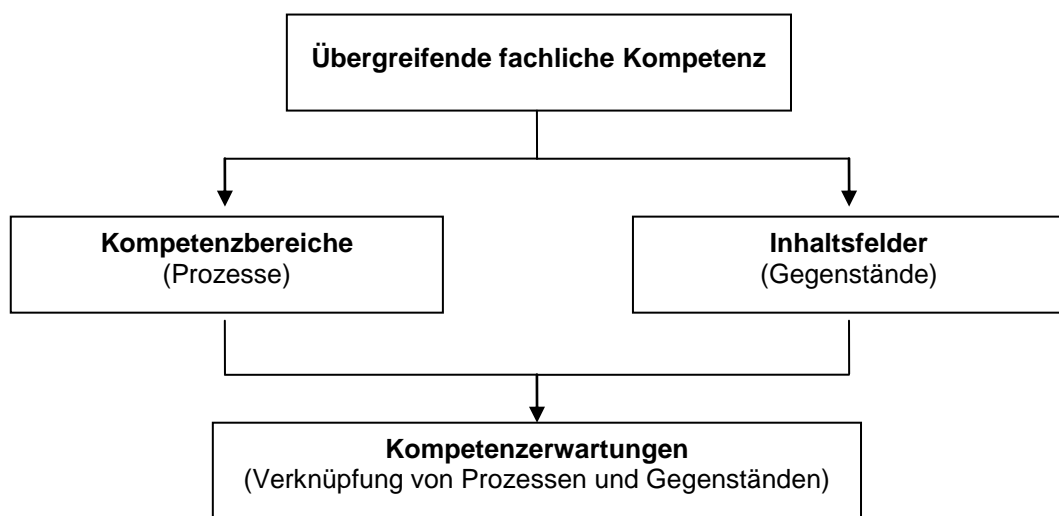 Übergreifende fachliche Kompetenz
Kompetenzbereiche
(Prozesse)
Inhaltsfelder
(Gegenstände)
Kompetenzerwartungen
(Verknüpfung von Prozessen und Gegenständen)